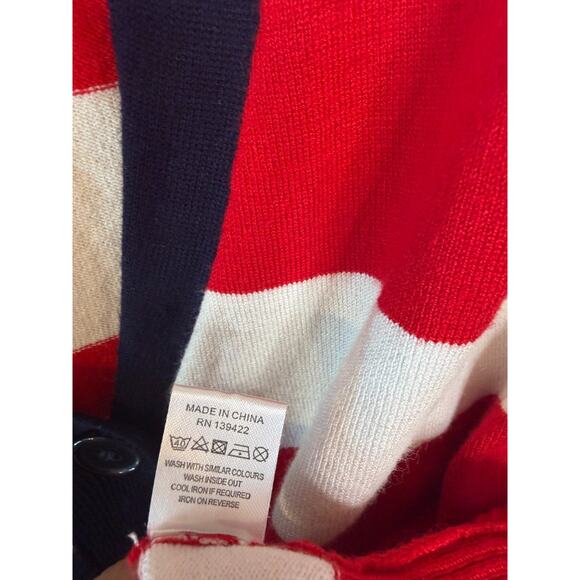 MADE IN CHINA
RN 139422
40
WASH WITH SIMILAR COLOURS
WASH INSIDE OUT
COOL IRON IF REQUIRED
IRON ON REVERSE